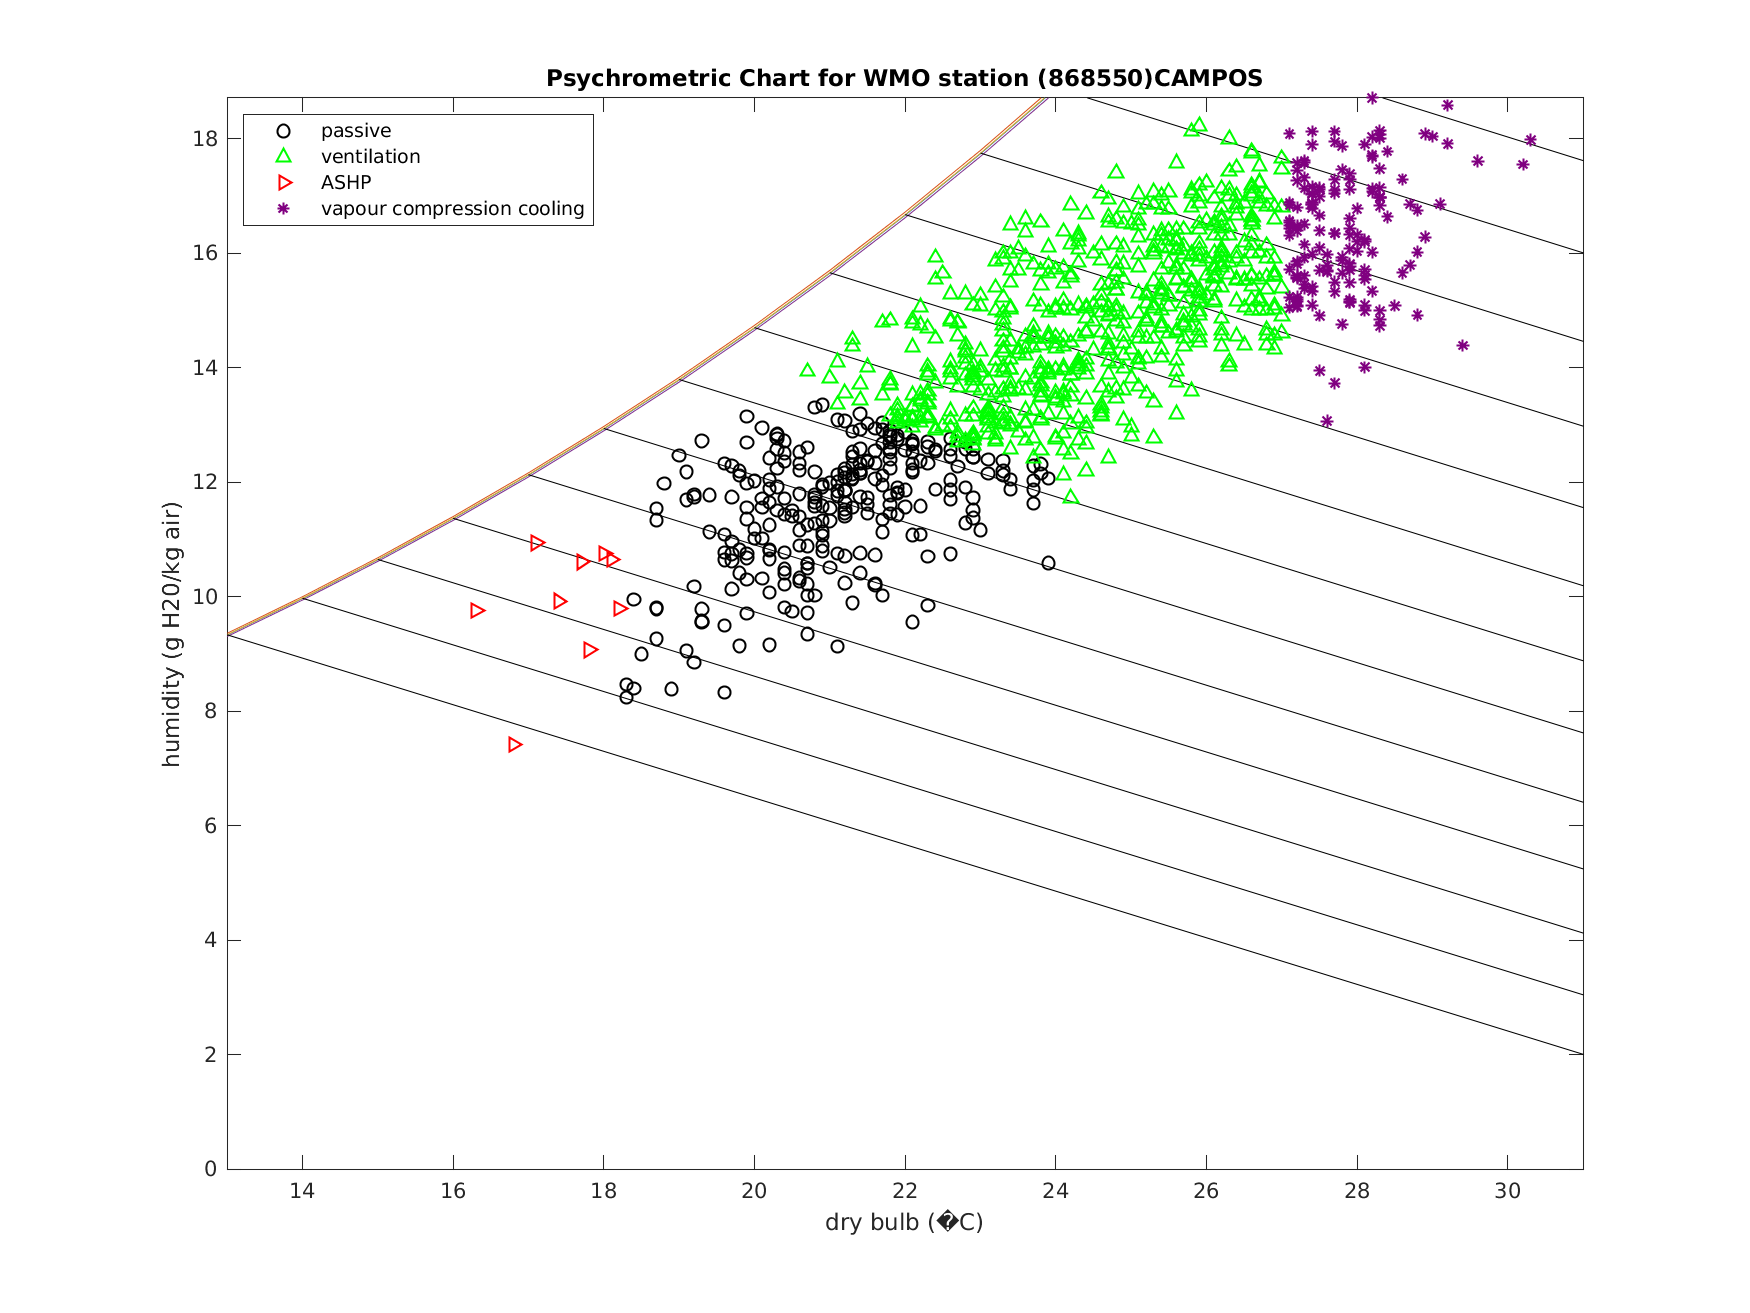 Psychrometric Chart for WMO station (868550)CAMPOS
passive
ventilation
ASHP
vapour compression cooling
humidity (g H20/kg air)
18
16
14
12
10
8
6
4
2
0
14 16 18 20 22 24 26 28 30
dry bulb (�C)